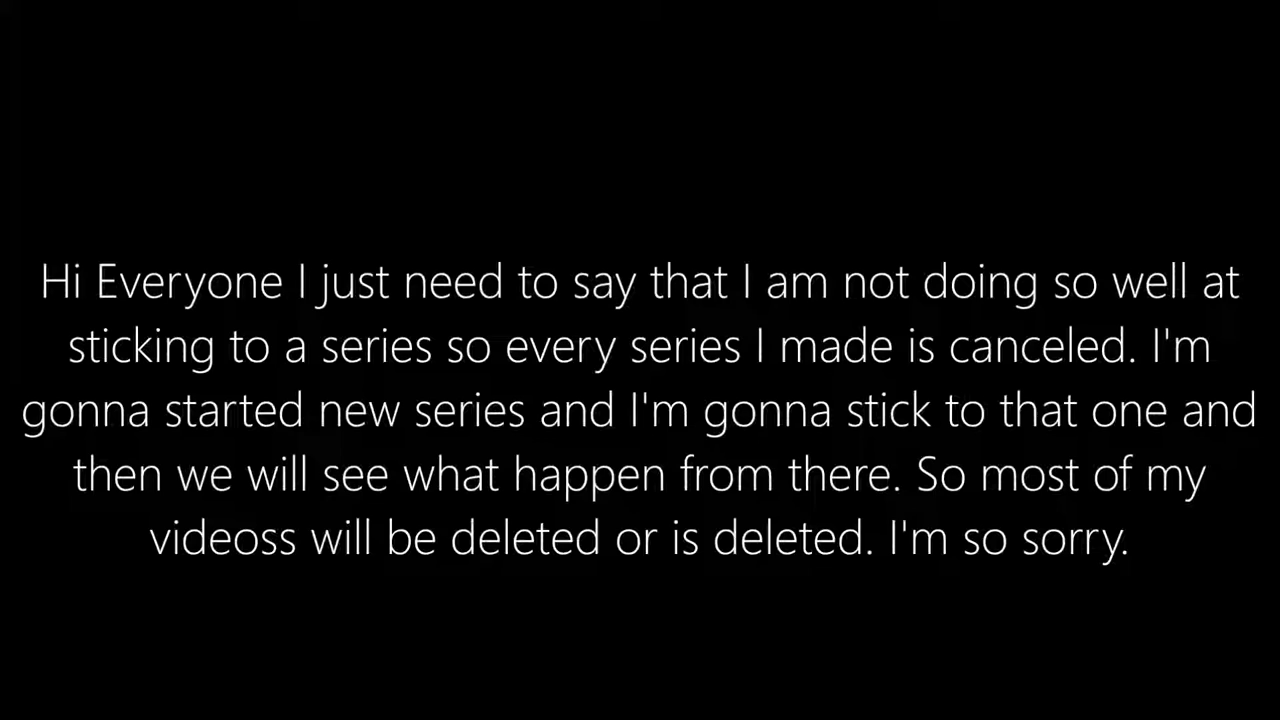 Hi Everyone I just need to say that I am not doing so well at
sticking to a series so every series I made is canceled. I'm
gonna started new series and I'm gonna stick to that one and
then we will see what happen from there. So most of my
videoss will be deleted or is deleted. I'm so sorry.